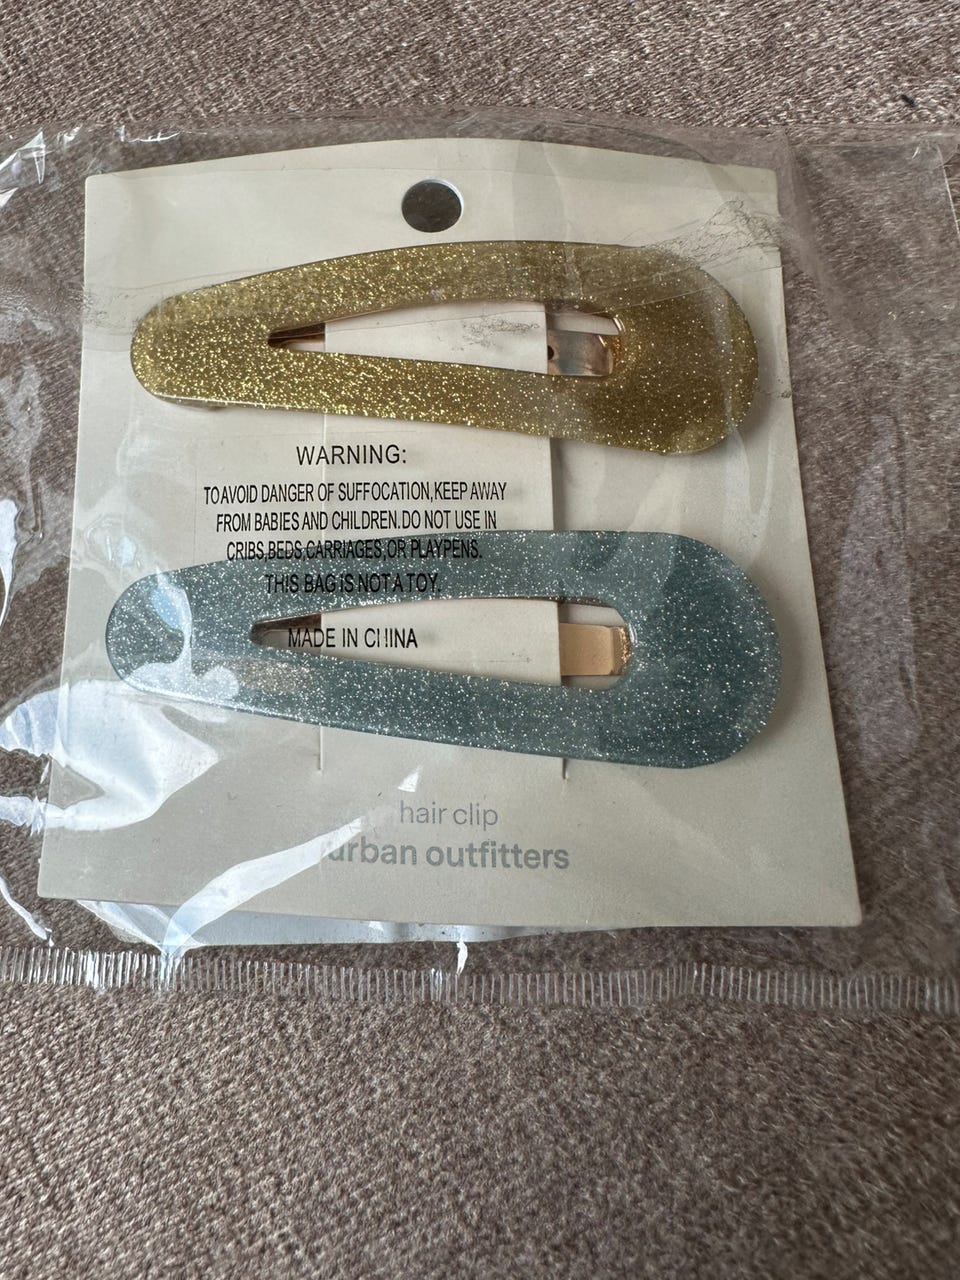 WARNING:
TO AVOID DANGER OF SUFFOCATION,KEEP AWAY
FROM BABIES AND CHILDREN.DO NOT USE IN
CRIBS,BEDS,CARRIAGES,OR PLAYPENS.
THIS BAG IS NOT A TOY.
MADE IN CHINA
hair clip
urban outfitters